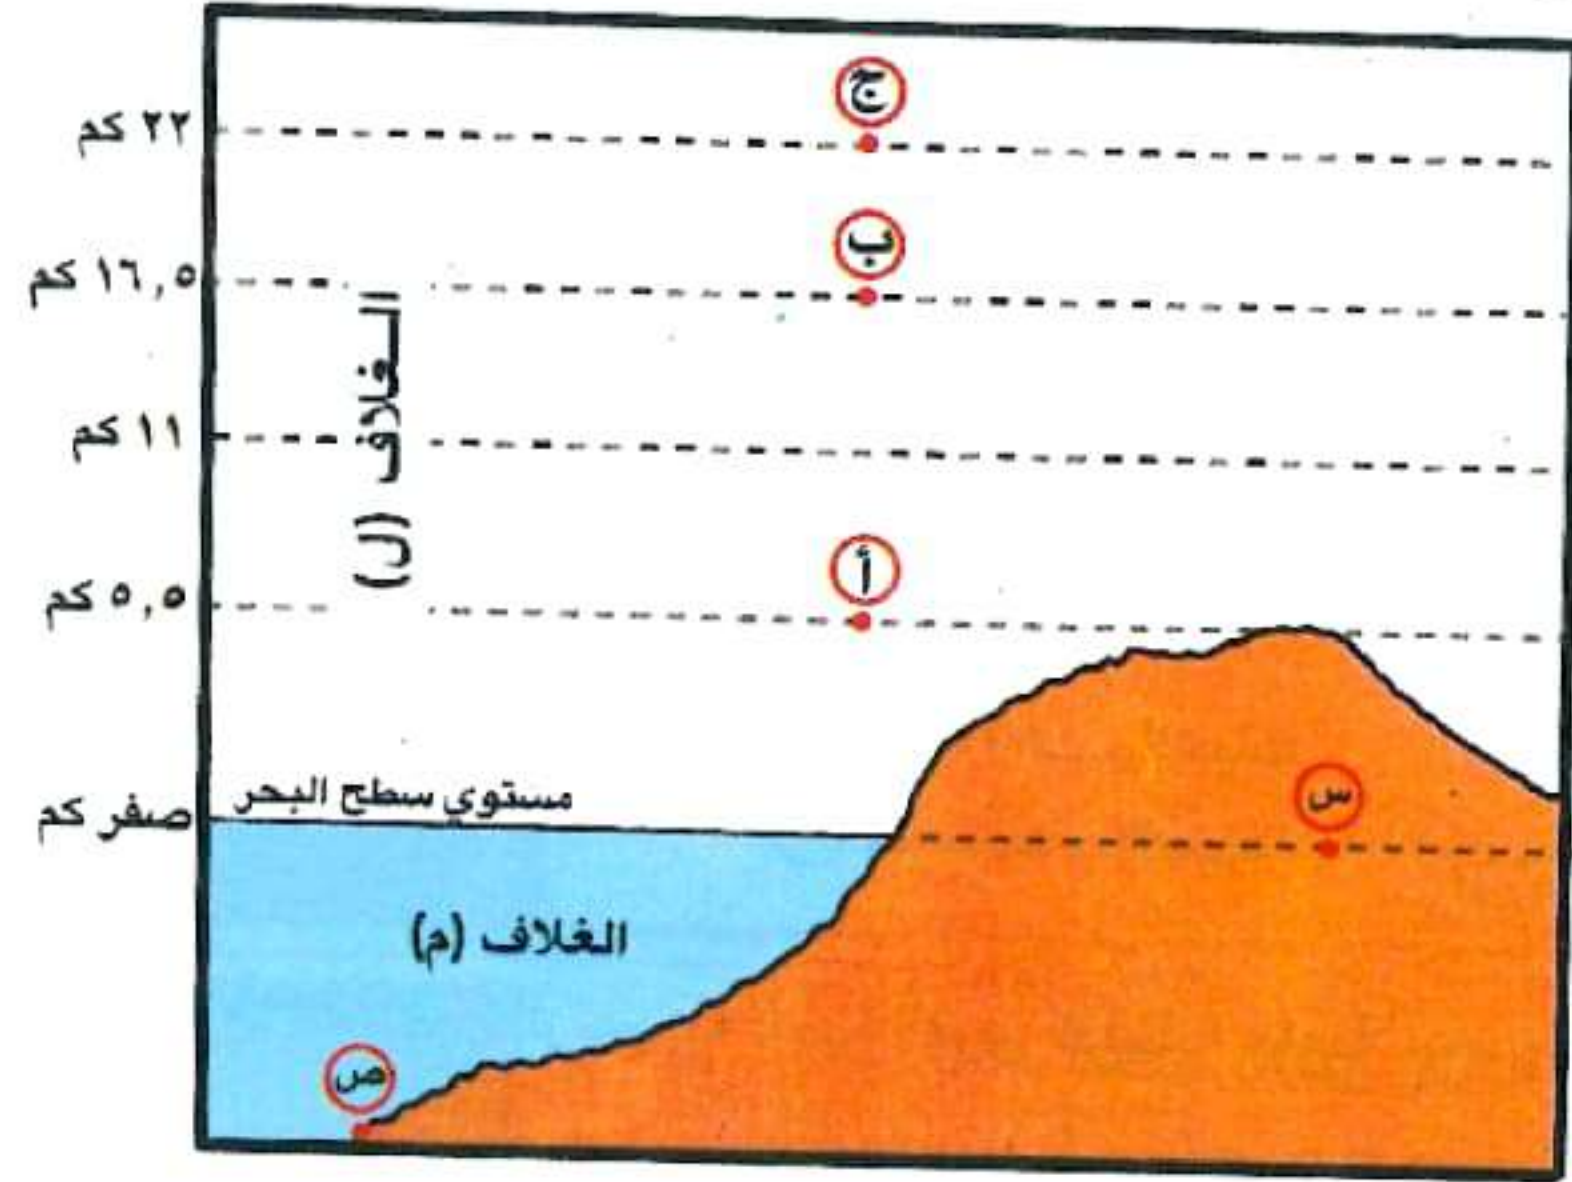 ج
٢٢ كم
ب
١٦,٥ كم
الغلاف (ل)
١١ كم
أ
٥,٥ كم
مستوي سطح البحر
صفر كم
س
الغلاف (م)
ص